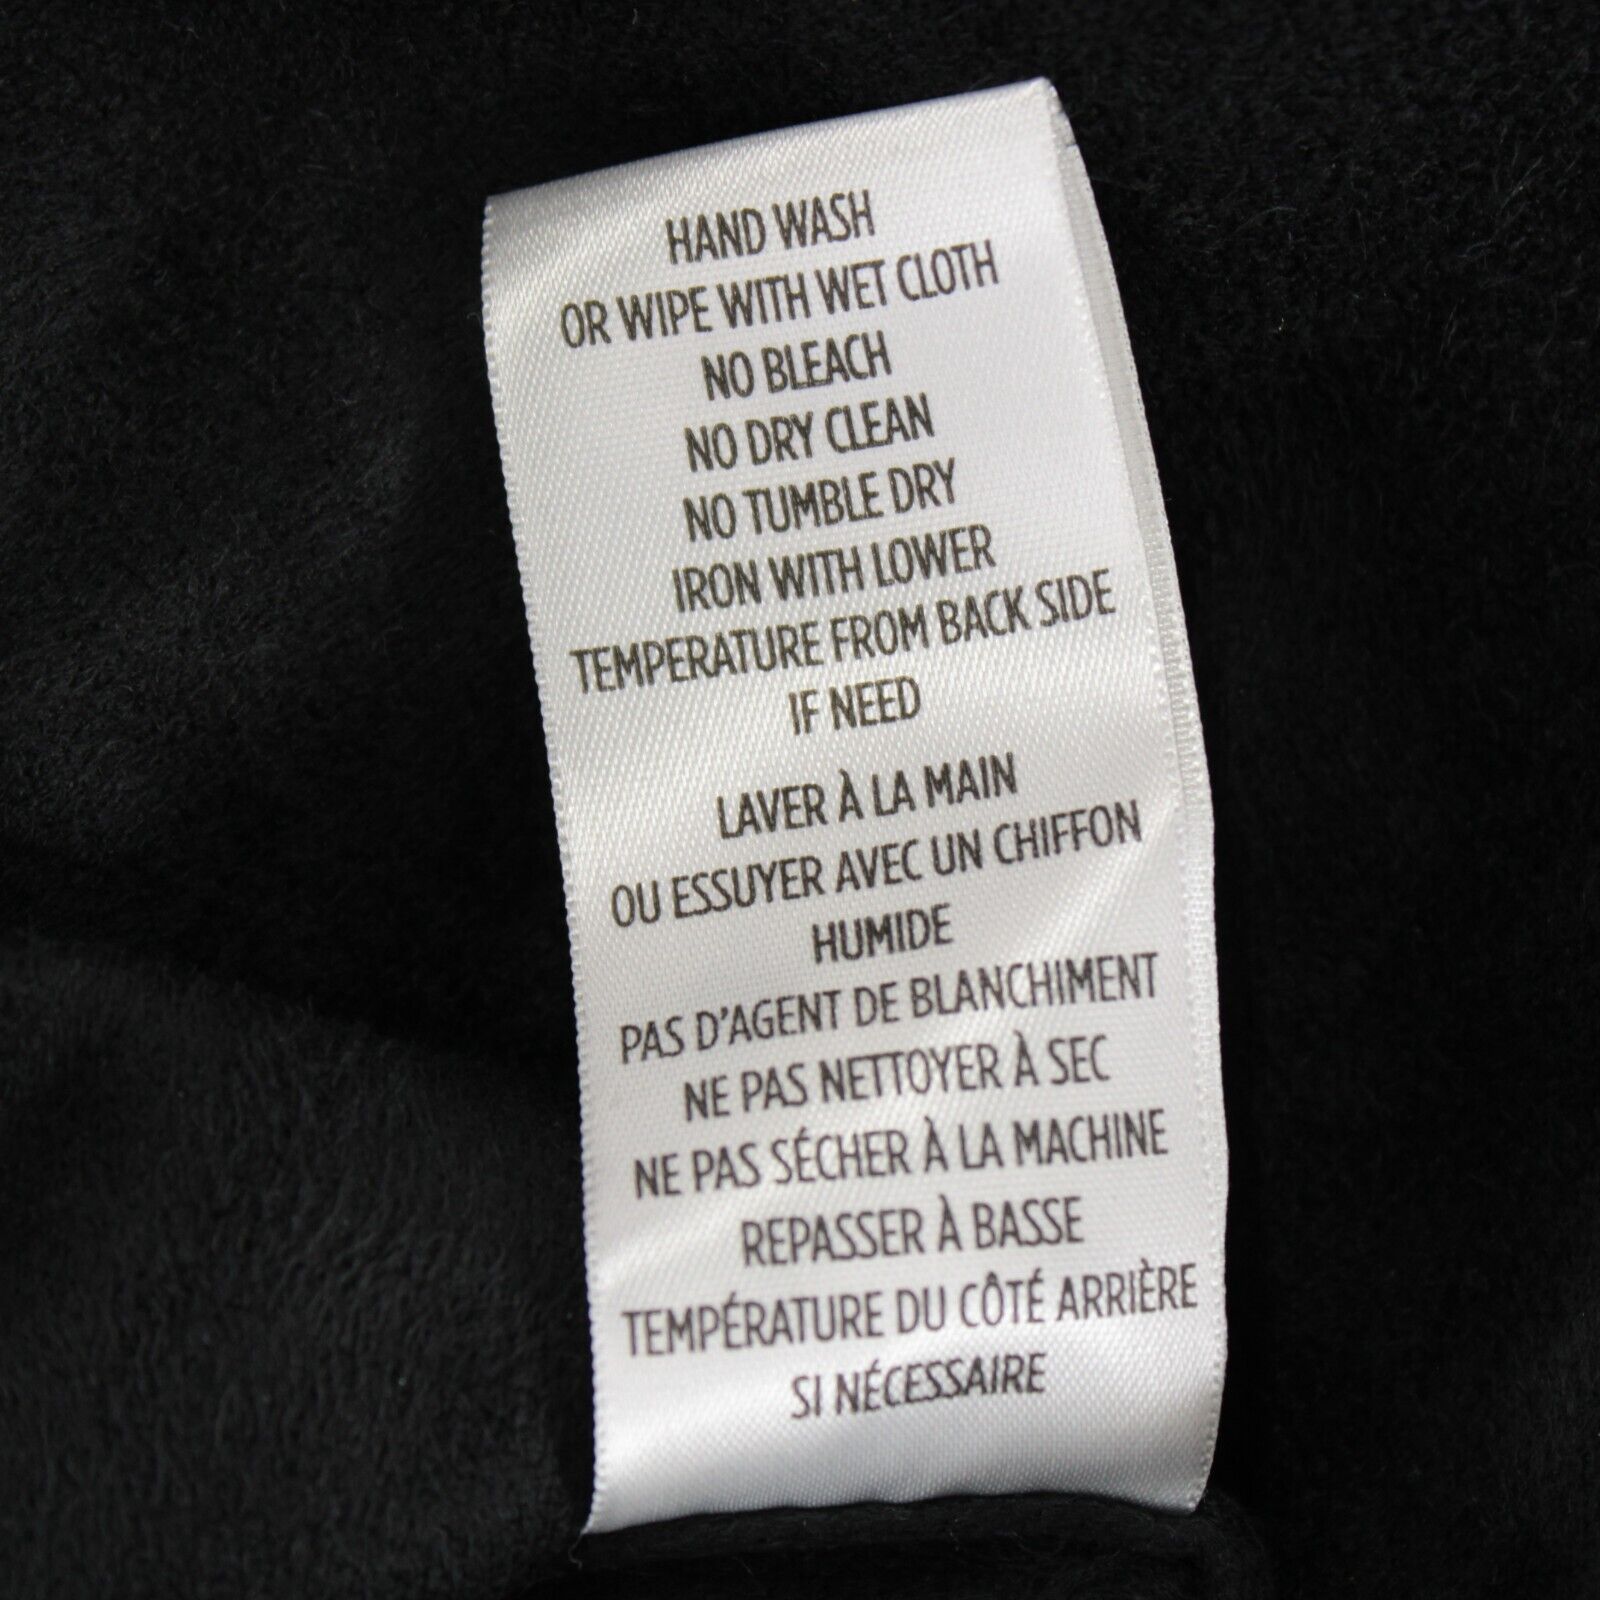 HAND WASH
OR WIPE WITH WET CLOTH
NO BLEACH
NO DRY CLEAN
NO TUMBLE DRY
IRON WITH LOWER
TEMPERATURE FROM BACK SIDE
IF NEED
LAVER À LA MAIN
OU ESSUYER AVEC UN CHIFFON
HUMIDE
PAS D'AGENT DE BLANCHIMENT
NE PAS NETTOYER À SEC
NE PAS SÉCHER À LA MACHINE
REPASSER À BASSE
TEMPÉRATURE DU CÔTÉ ARRIÈRE
SI NÉCESSAIRE